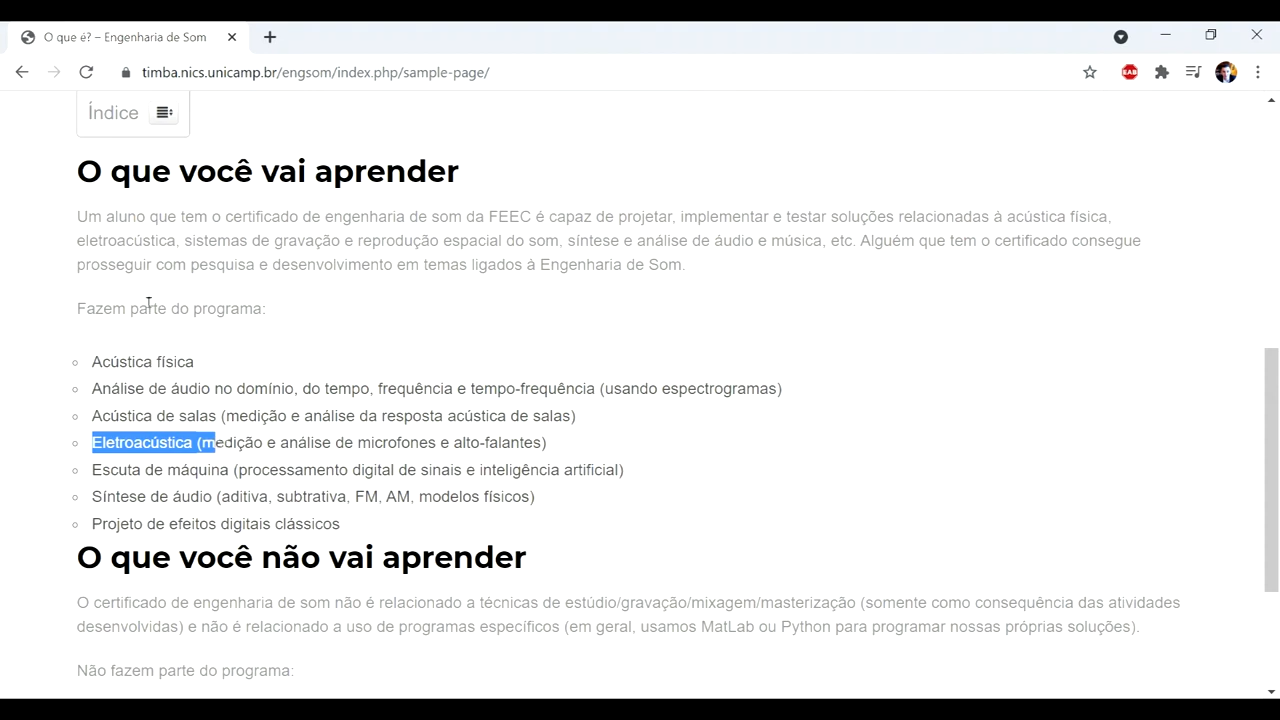 O que é? – Engenharia de Som
timba.nics.unicamp.br/engsom/index.php/sample-page/
EAB
Índice
O que você vai aprender
Um aluno que tem o certificado de engenharia de som da FEEC é capaz de projetar, implementar e testar soluções relacionadas à acústica física,
eletroacústica, sistemas de gravação e reprodução espacial do som, síntese e análise de áudio e música, etc. Alguém que tem o certificado consegue
prosseguir com pesquisa e desenvolvimento em temas ligados à Engenharia de Som.
Fazem parte do programa:
Acústica física
Análise de áudio no domínio, do tempo, frequência e tempo-frequência (usando espectrogramas)
Acústica de salas (medição e análise da resposta acústica de salas)
Eletroacústica (medição e análise de microfones e alto-falantes)
Escuta de máquina (processamento digital de sinais e inteligência artificial)
Síntese de áudio (aditiva, subtrativa, FM, AM, modelos físicos)
Projeto de efeitos digitais clássicos
O que você não vai aprender
O certificado de engenharia de som não é relacionado a técnicas de estúdio/gravação/mixagem/masterização (somente como consequência das atividades
desenvolvidas) e não é relacionado a uso de programas específicos (em geral, usamos MatLab ou Python para programar nossas próprias soluções).
Não fazem parte do programa: